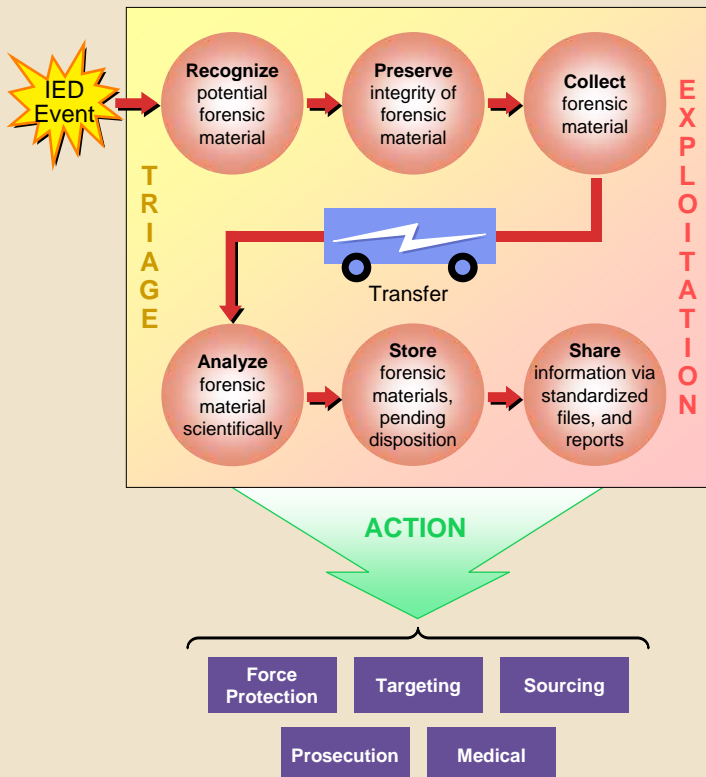 IED
Event
Recognize
potential
forensic
material
Preserve
integrity of
forensic
material
Collect
forensic
material
TRIAGE
EXPLOITATION
Transfer
Analyze
forensic
material
scientifically
Store
forensic
materials,
pending
disposition
Share
information via
standardized
files, and
reports
ACTION
Force
Protection
Targeting
Sourcing
Prosecution
Medical